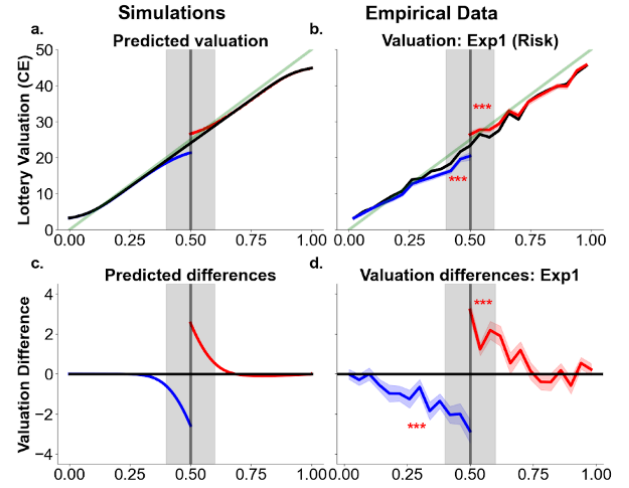 Simulations
Empirical Data
a.
Predicted valuation
b.
Valuation: Exp1 (Risk)
Lottery Valuation (CE)
50
40
30
20
10
0
***
***
0.00 0.25 0.50 0.75 1.00
0.00 0.25 0.50 0.75 1.00
c.
Predicted differences
d.
Valuation differences: Exp1
Valuation Difference
4
2
0
−2
−4
***
***
0.00 0.25 0.50 0.75 1.00
0.00 0.25 0.50 0.75 1.00